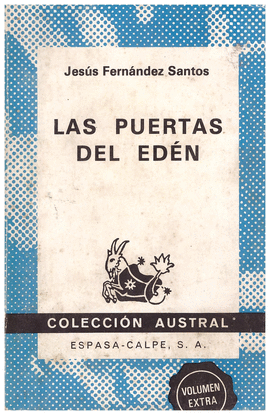 Jesús Fernández Santos
LAS PUERTAS
DEL EDÉN
COLECCIÓN AUSTRAL
ESPASA-CALPE, S. A.
VOLUMEN
EXTRA